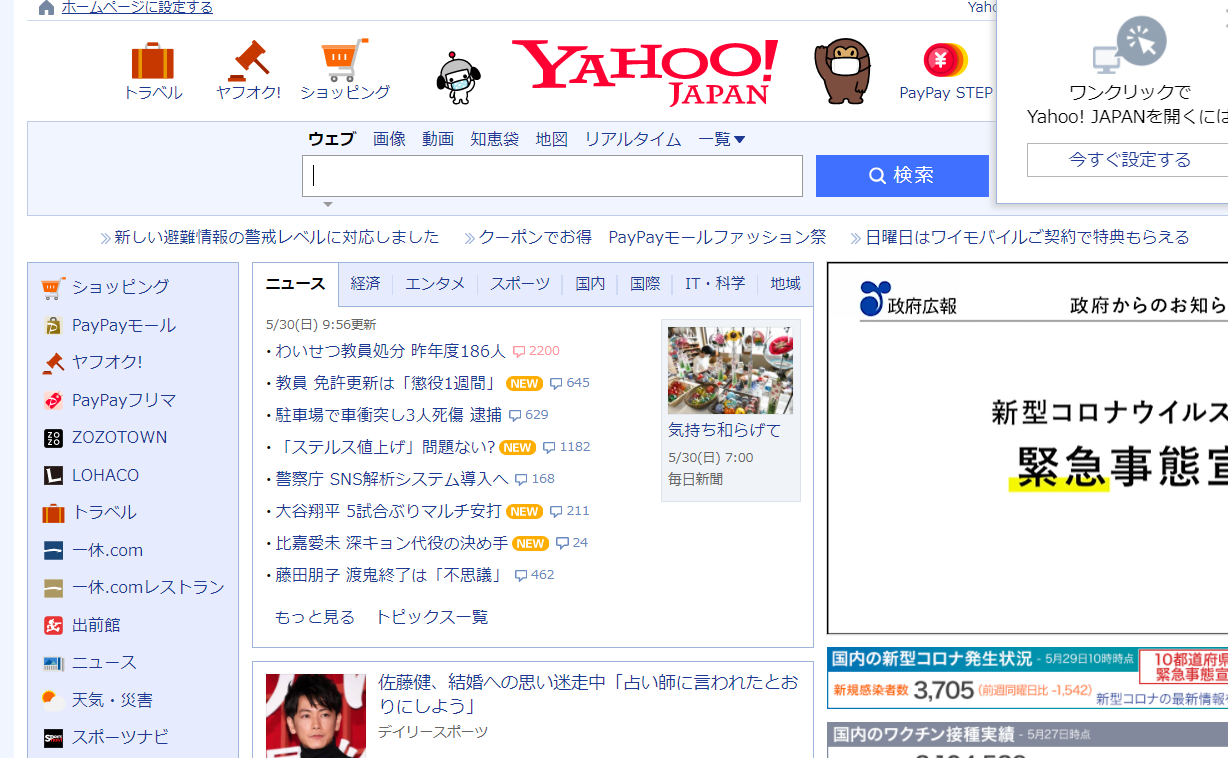 ホームページに設定する
トラベル
ヤフオク!
ショッピング
YAHOO!
JAPAN
PayPay STEP
ワンクリックで
Yahoo! JAPANを開くには
今すぐ設定する
ウェブ 画像 動画 知恵袋 地図 リアルタイム 一覧▼
検索
新しい避難情報の警戒レベルに対応しました
クーポンでお得 PayPayモールファッション祭
日曜日はワイモバイルご契約で特典もらえる
ショッピング
PayPayモール
ヤフオク!
PayPayフリマ
ZOZOTOWN
LOHACO
トラベル
一休.com
一休.comレストラン
出前館
ニュース
天気・災害
スポーツナビ
ニュース 経済 エンタメ スポーツ 国内 国際 IT・科学 地域
5/30(日) 9:56更新
・わいせつ教員処分 昨年度186人 2200
・教員 免許更新は「懲役1週間」 NEW 645
・駐車場で車衝突し3人死傷 逮捕 629
・「ステルス値上げ」問題ない? NEW 1182
・警察庁 SNS解析システム導入へ 168
・大谷翔平 5試合ぶりマルチ安打 NEW 211
・比嘉愛未 深キョン代役の決め手 NEW 24
・藤田朋子 渡鬼終了は「不思議」 462
もっと見る トピックス一覧
気持ち和らげて
5/30(日) 7:00
毎日新聞
佐藤健、結婚への思い迷走中「占い師に言われたとお
りにしよう」
デイリースポーツ
政府広報
政府からのお知ら
新型コロナウイルス
緊急事態宣
国内の新型コロナ発生状況 - 5月29日10時時点
新規感染者数 3,705 (前週同曜日比 -1,542)
10都道府県
緊急事態宣
新型コロナの最新情報を
国内のワクチン接種実績 - 5月27日時点